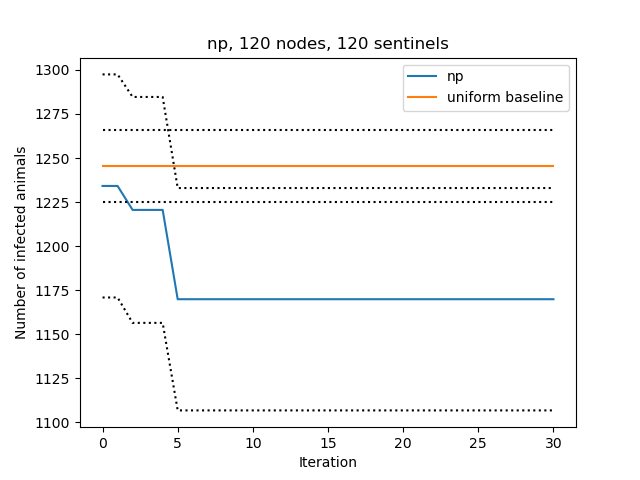 np, 120 nodes, 120 sentinels
np
uniform baseline
Number of infected animals
1300
1275
1250
1225
1200
1175
1150
1125
1100
0 5 10 15 20 25 30
Iteration